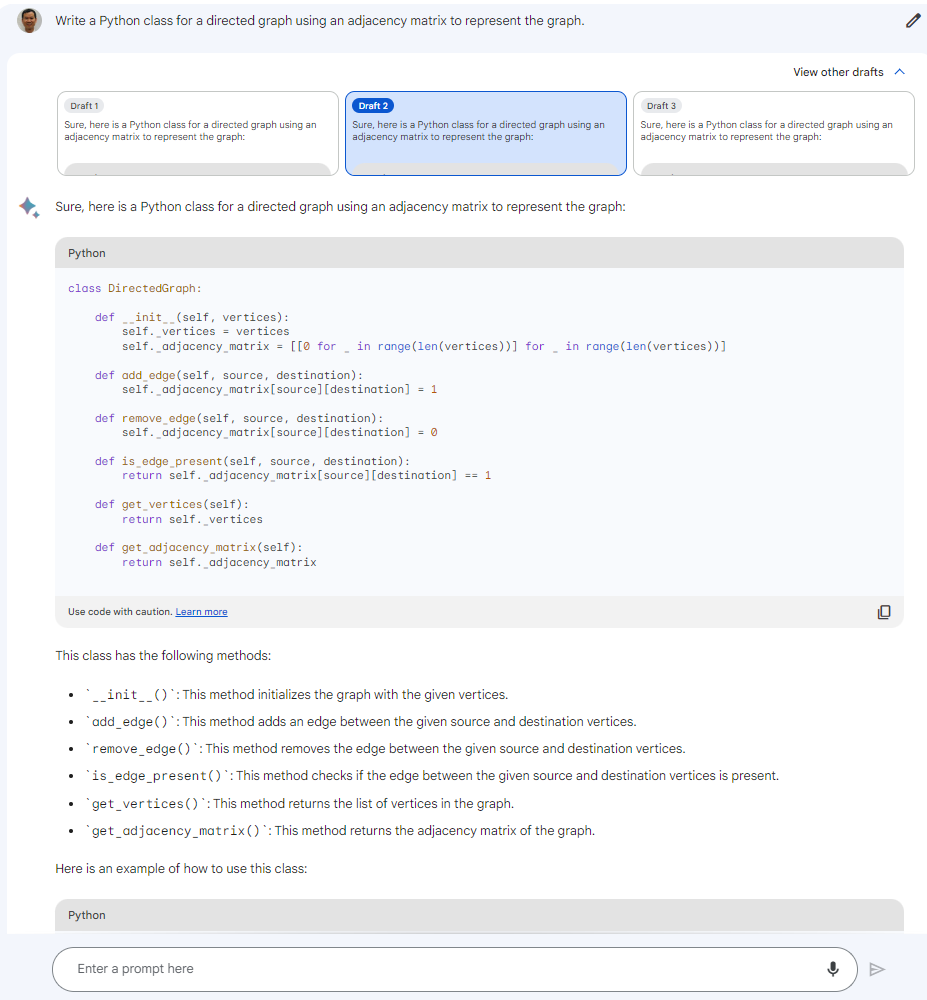 Write a Python class for a directed graph using an adjacency matrix to represent the graph.
View other drafts
Draft 1
Sure, here is a Python class for a directed graph using an
adjacency matrix to represent the graph:
Draft 2
Sure, here is a Python class for a directed graph using an
adjacency matrix to represent the graph:
Draft 3
Sure, here is a Python class for a directed graph using an
adjacency matrix to represent the graph:
Sure, here is a Python class for a directed graph using an adjacency matrix to represent the graph:
Python
class DirectedGraph:
    def __init__(self, vertices):
        self._vertices = vertices
        self._adjacency_matrix = [[0 for _ in range(len(vertices))] for _ in range(len(vertices))]
    def add_edge(self, source, destination):
        self._adjacency_matrix[source][destination] = 1
    def remove_edge(self, source, destination):
        self._adjacency_matrix[source][destination] = 0
    def is_edge_present(self, source, destination):
        return self._adjacency_matrix[source][destination] == 1
    def get_vertices(self):
        return self._vertices
    def get_adjacency_matrix(self):
        return self._adjacency_matrix
Use code with caution. Learn more
This class has the following methods:
• `__init__()`: This method initializes the graph with the given vertices.
• `add_edge()`: This method adds an edge between the given source and destination vertices.
• `remove_edge()`: This method removes the edge between the given source and destination vertices.
• `is_edge_present()`: This method checks if the edge between the given source and destination vertices is present.
• `get_vertices()`: This method returns the list of vertices in the graph.
• `get_adjacency_matrix()`: This method returns the adjacency matrix of the graph.
Here is an example of how to use this class:
Python
Enter a prompt here